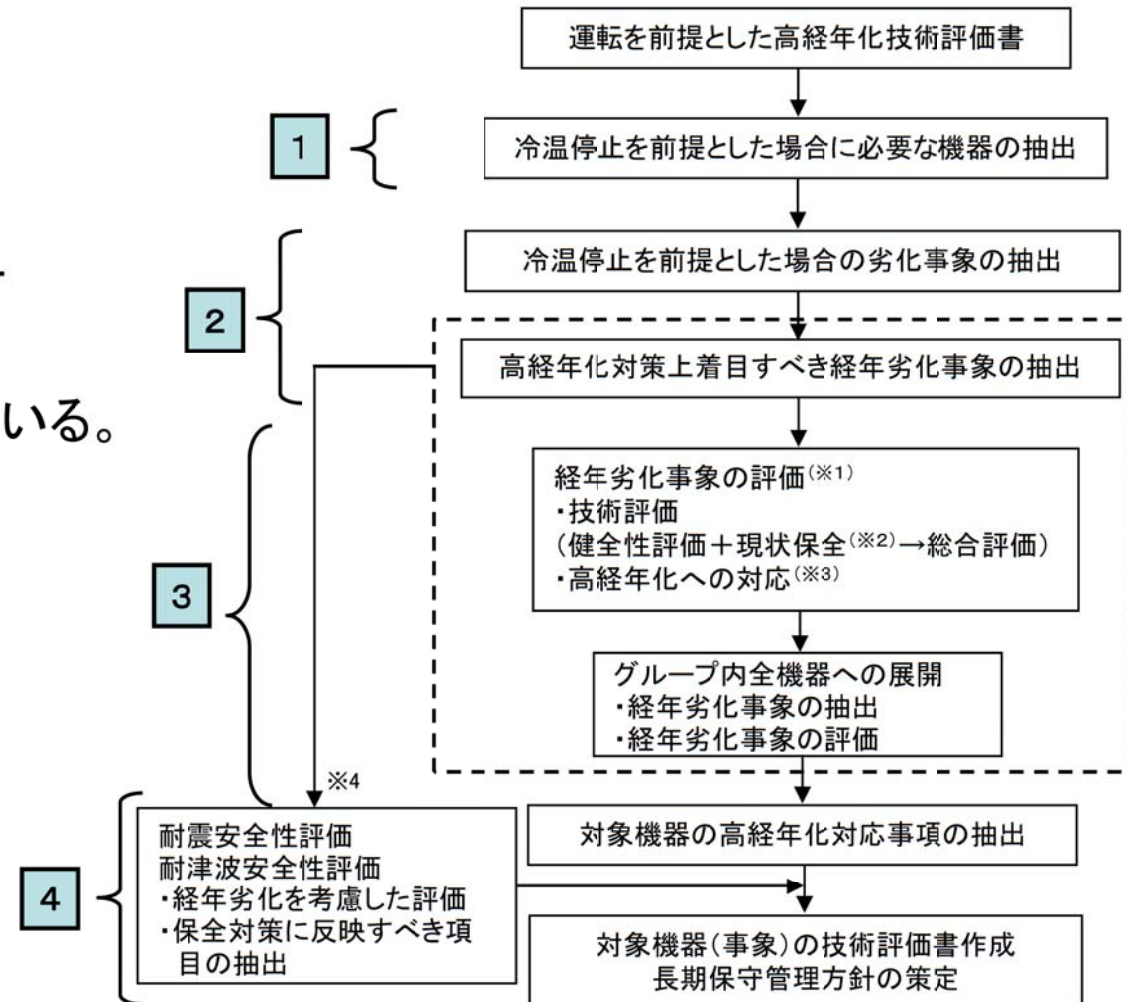 運転を前提とした高経年化技術評価書
1
冷温停止を前提とした場合に必要な機器の抽出
冷温停止を前提とした場合の劣化事象の抽出
2
高経年化対策上着目すべき経年劣化事象の抽出
いる。
経年劣化事象の評価(※1)
・技術評価
(健全性評価+現状保全(※2)→総合評価)
・高経年化への対応(※3)
3
グループ内全機器への展開
・経年劣化事象の抽出
・経年劣化事象の評価
※4
対象機器の高経年化対応事項の抽出
4
耐震安全性評価
耐津波安全性評価
・経年劣化を考慮した評価
・保全対策に反映すべき項
目の抽出
対象機器(事象)の技術評価書作成
長期保守管理方針の策定